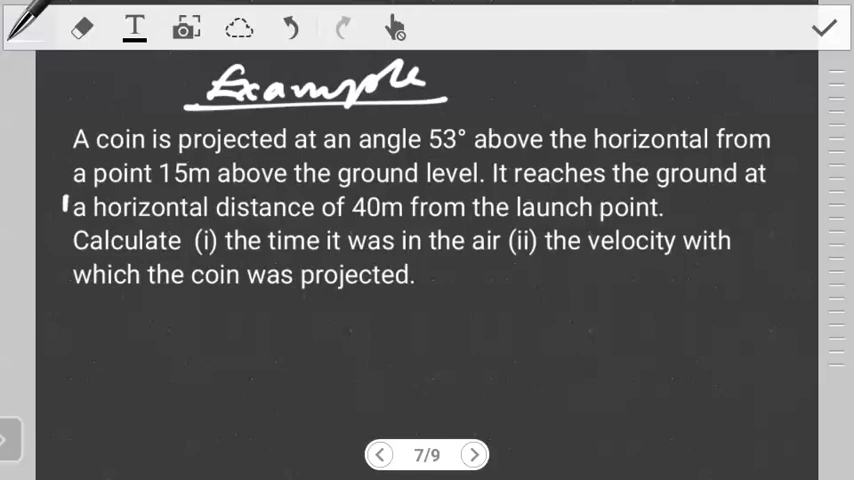 T
Example
A coin is projected at an angle 53° above the horizontal from
a point 15m above the ground level. It reaches the ground at
a horizontal distance of 40m from the launch point.
Calculate (i) the time it was in the air (ii) the velocity with
which the coin was projected.
7/9